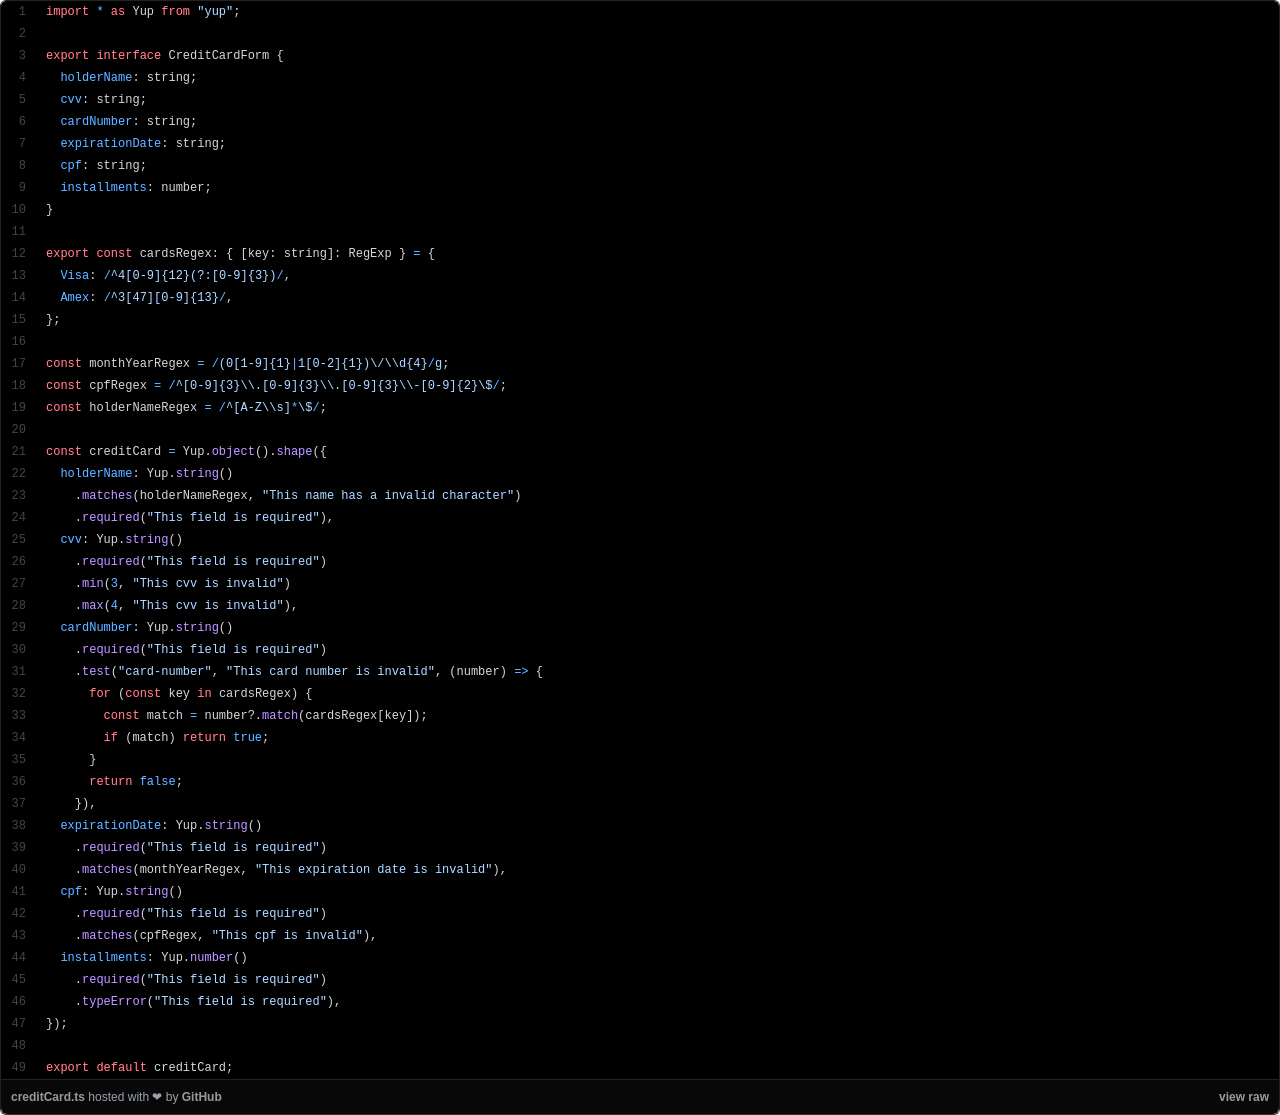 1 import * as Yup from "yup";
2
3 export interface CreditCardForm {
4   holderName: string;
5   cvv: string;
6   cardNumber: string;
7   expirationDate: string;
8   cpf: string;
9   installments: number;
10 }
11
12 export const cardsRegex: { [key: string]: RegExp } = {
13   Visa: /^4[0-9]{12}(?:[0-9]{3})/,
14   Amex: /^3[47][0-9]{13}/,
15 };
16
17 const monthYearRegex = /(0[1-9]{1}|1[0-2]{1})\/\\d{4}/g;
18 const cpfRegex = /^[0-9]{3}\\.[0-9]{3}\\.[0-9]{3}\\-[0-9]{2}\$/;
19 const holderNameRegex = /^[A-Z\\s]*\$/;
20
21 const creditCard = Yup.object().shape({
22   holderName: Yup.string()
23     .matches(holderNameRegex, "This name has a invalid character")
24     .required("This field is required"),
25   cvv: Yup.string()
26     .required("This field is required")
27     .min(3, "This cvv is invalid")
28     .max(4, "This cvv is invalid"),
29   cardNumber: Yup.string()
30     .required("This field is required")
31     .test("card-number", "This card number is invalid", (number) => {
32       for (const key in cardsRegex) {
33         const match = number?.match(cardsRegex[key]);
34         if (match) return true;
35       }
36       return false;
37     }),
38   expirationDate: Yup.string()
39     .required("This field is required")
40     .matches(monthYearRegex, "This expiration date is invalid"),
41   cpf: Yup.string()
42     .required("This field is required")
43     .matches(cpfRegex, "This cpf is invalid"),
44   installments: Yup.number()
45     .required("This field is required")
46     .typeError("This field is required"),
47 });
48
49 export default creditCard;
creditCard.ts hosted with ❤ by GitHub view raw